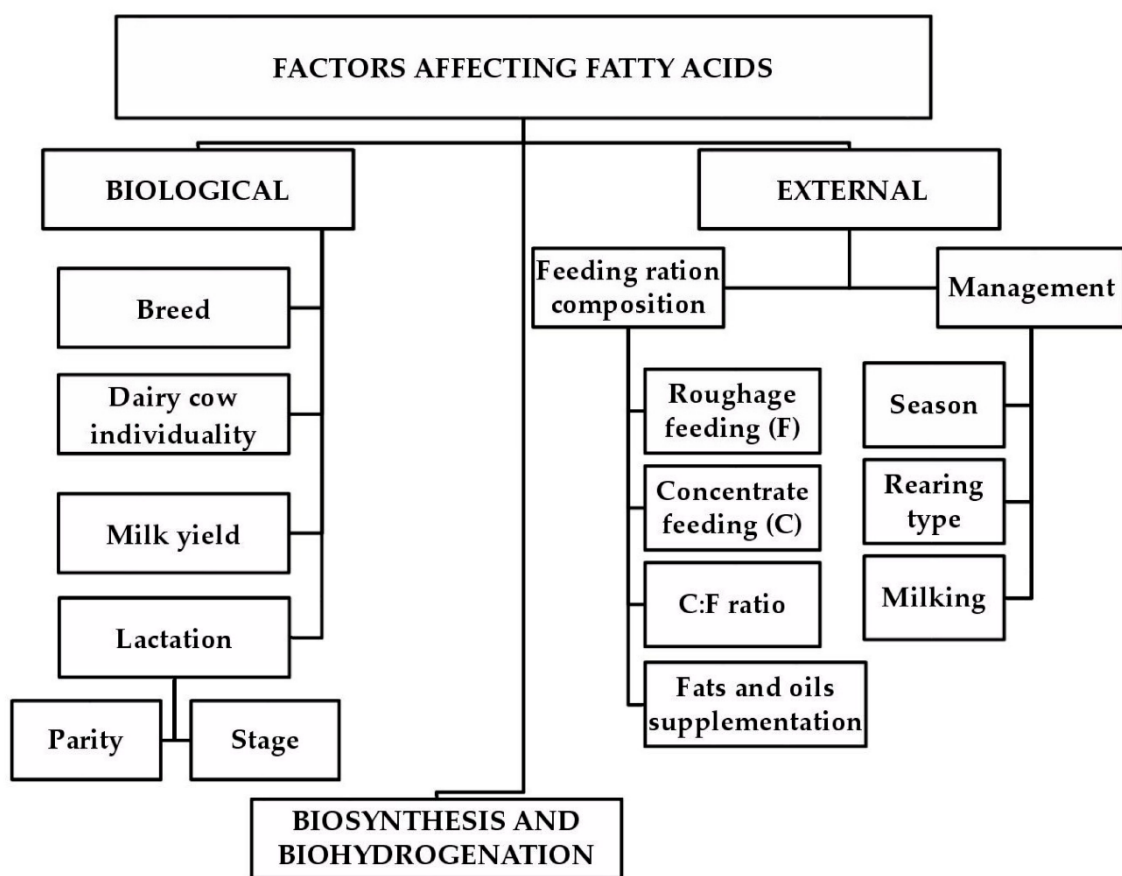 FACTORS AFFECTING FATTY ACIDS
BIOLOGICAL
EXTERNAL
Breed
Dairy cow
individuality
Milk yield
Lactation
Parity
Stage
Feeding ration
composition
Management
Roughage
feeding (F)
Concentrate
feeding (C)
C:F ratio
Fats and oils
supplementation
Season
Rearing
type
Milking
BIOSYNTHESIS AND
BIOHYDROGENATION